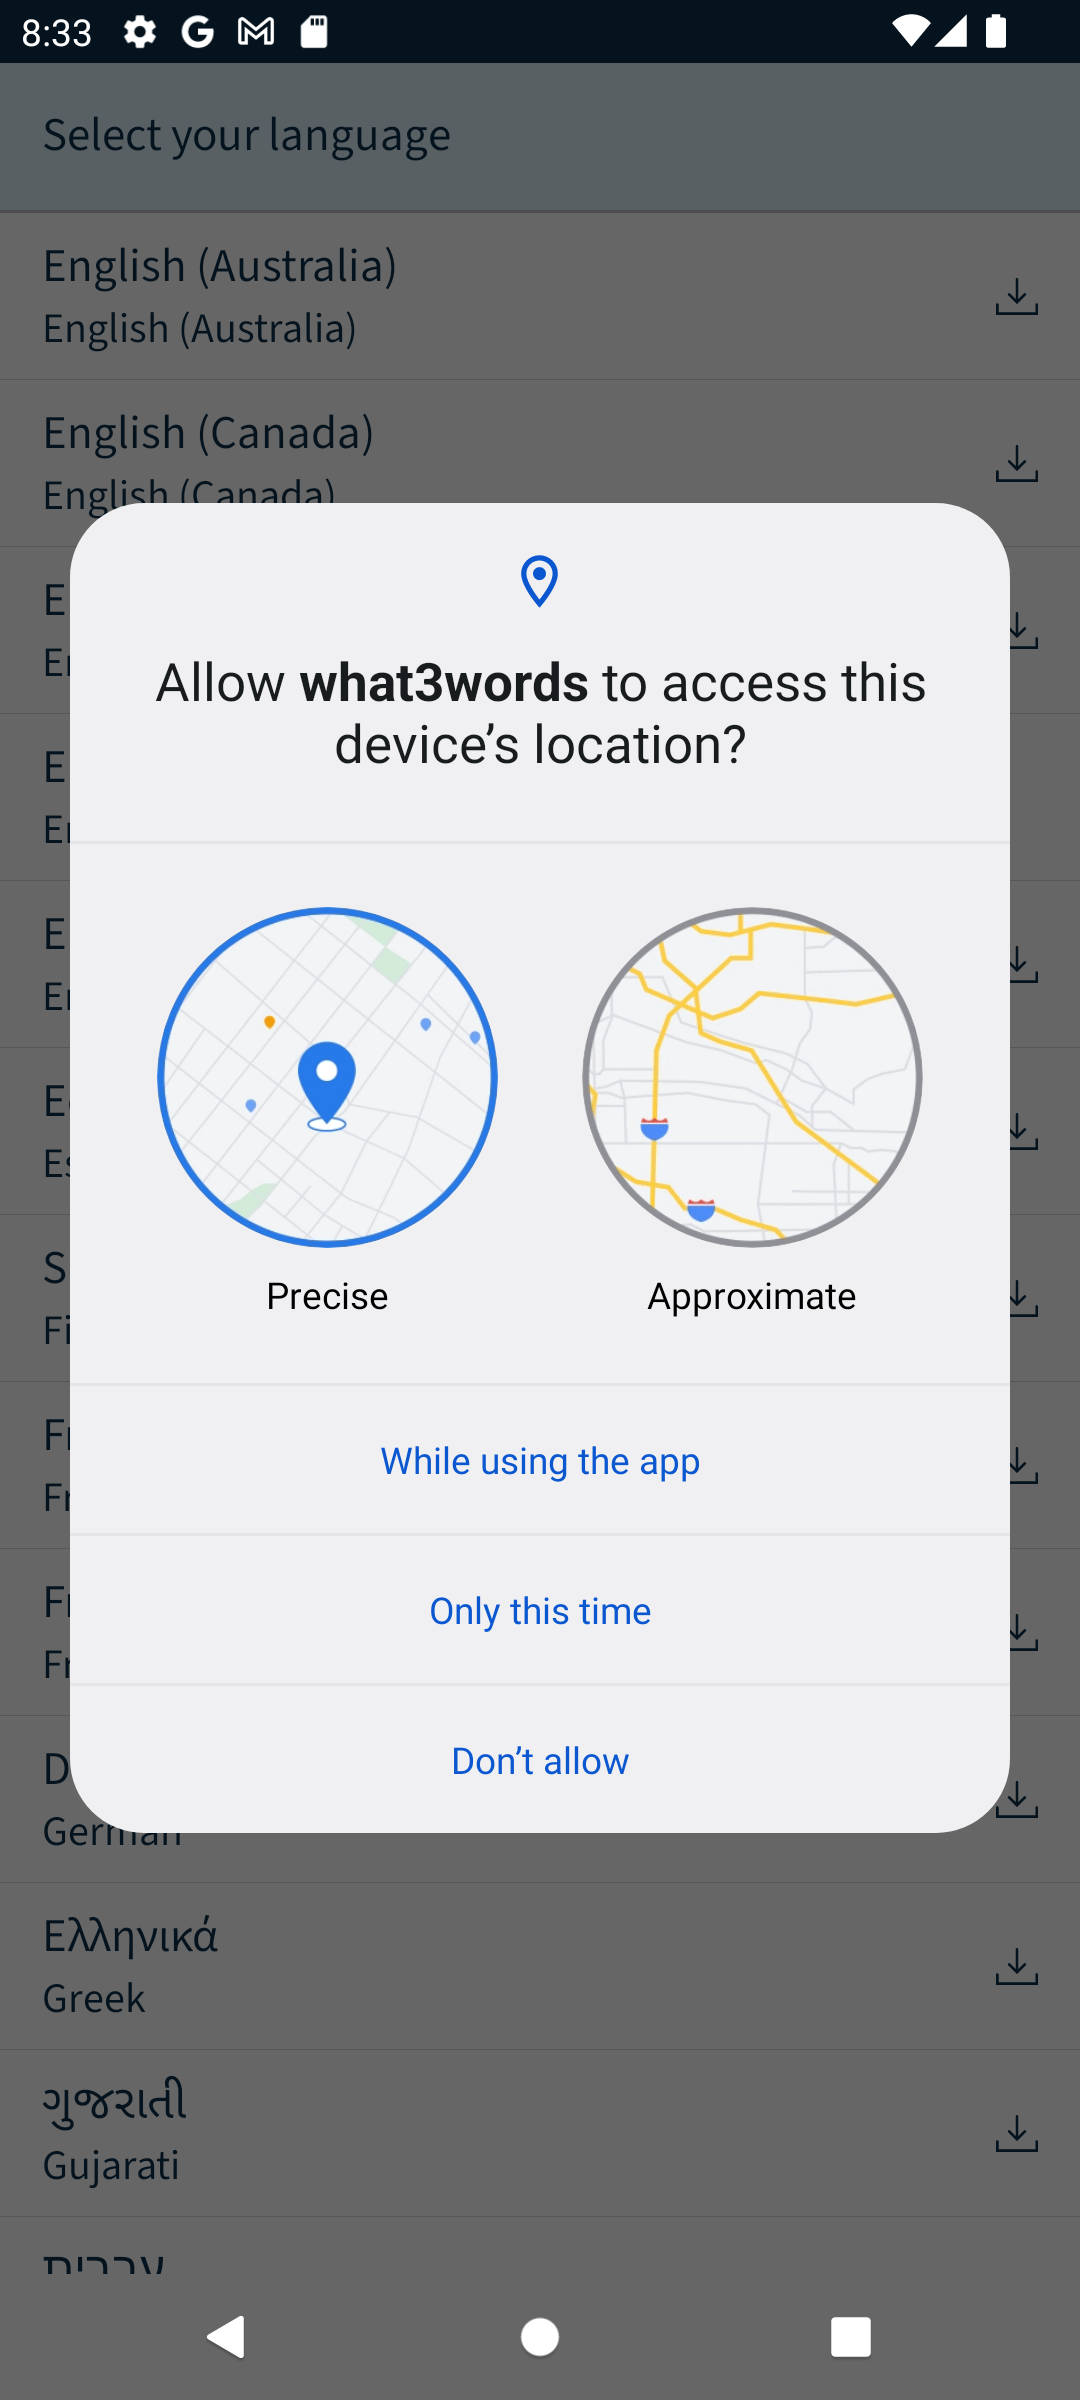 8:33
Select your language
English (Australia)
English (Australia)
English (Canada)
English (Canada)
Allow what3words to access this
device’s location?
Precise
Approximate
While using the app
Only this time
Don’t allow
German
Ελληνικά
Greek
ગુજરાતી
Gujarati
עברית